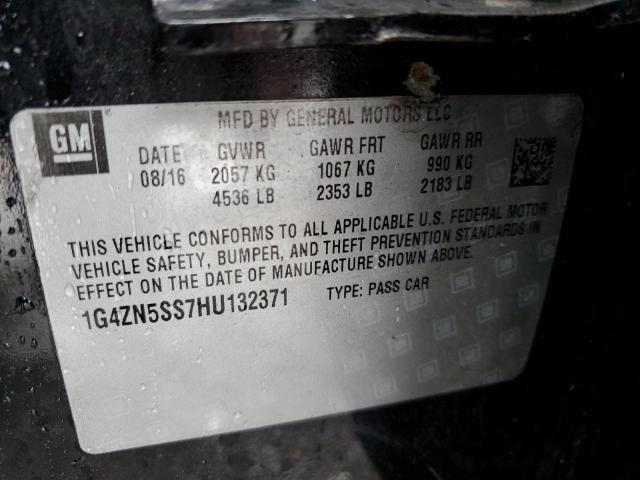 MFD BY GENERAL MOTORS LLC
GM
DATE GVWR GAWR FRT GAWR RR
08/16 2057 KG 1067 KG 990 KG
4536 LB 2353 LB 2183 LB
THIS VEHICLE CONFORMS TO ALL APPLICABLE U.S. FEDERAL MOTOR
VEHICLE SAFETY, BUMPER, AND THEFT PREVENTION STANDARDS IN
EFFECT ON THE DATE OF MANUFACTURE SHOWN ABOVE.
1G4ZN5SS7HU132371 TYPE: PASS CAR